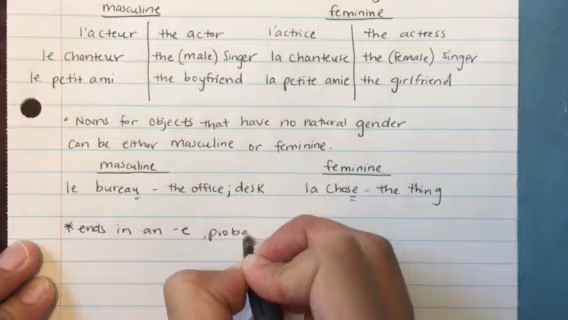 masculine feminine
l'acteur the actor l'actrice the actress
le chanteur the (male) singer la chanteuse the (female) singer
le petit ami the boyfriend la petite amie the girlfriend
• Nouns for objects that have no natural gender
can be either masculine or feminine.
masculine feminine
le bureau - the office; desk la chose - the thing
*ends in an -e, proba